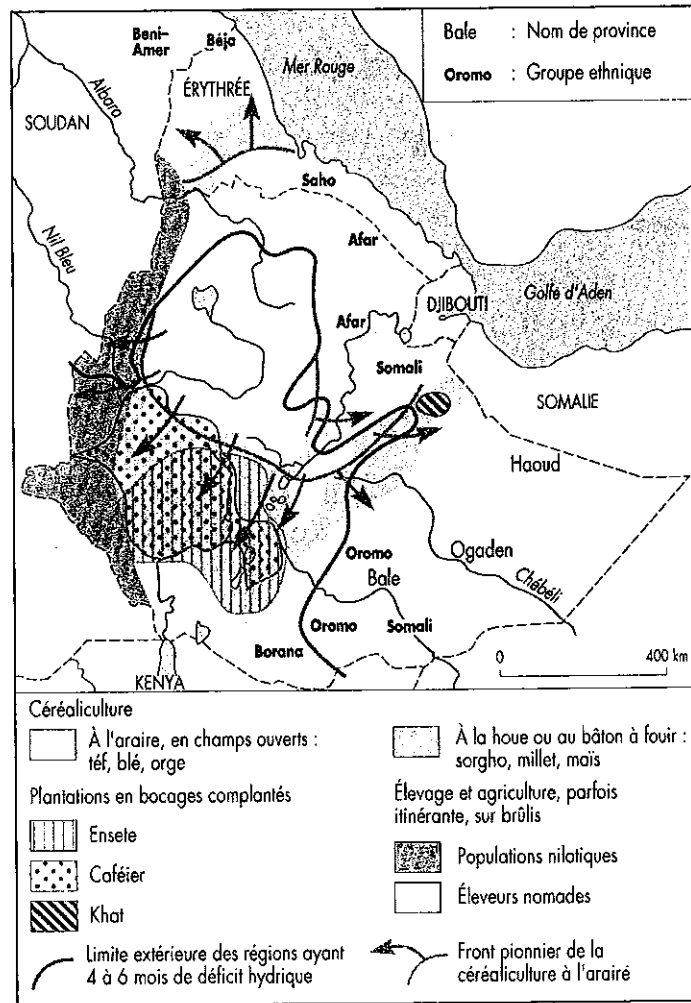 Beni-Amer
Béja
Mer Rouge
Bale : Nom de province
Oromo : Groupe ethnique
Atbara
ÉRYTHRÉE
SOUDAN
Saho
Nil Bleu
Afar
Golfe d'Aden
DJIBOUTI
Afar
Somali
SOMALIE
Haoud
Oromo
Ogaden
Bale
Chébéli
Borana
Oromo
Somali
0 400 km
KENYA
Céréaliculture
À l'araire, en champs ouverts :
téf, blé, orge
Plantations en bocages complantés
Ensete
Caféier
Khat
Limite extérieure des régions ayant
4 à 6 mois de déficit hydrique
À la houe ou au bâton à fouir :
sorgho, millet, maïs
Élevage et agriculture, parfois
itinérante, sur brûlis
Populations nilatiques
Éleveurs nomades
Front pionnier de la
céréaliculture à l'arairé